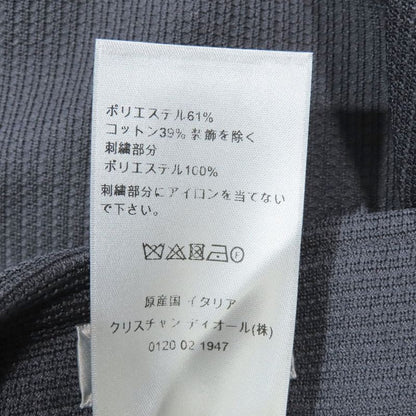 ポリエステル61%
コットン39% 装飾を除く
刺繍部分
ポリエステル100%
刺繍部分にアイロンを当てない
で下さい。
原産国 イタリア
クリスチャン ディオール(株)
0120 02 1947